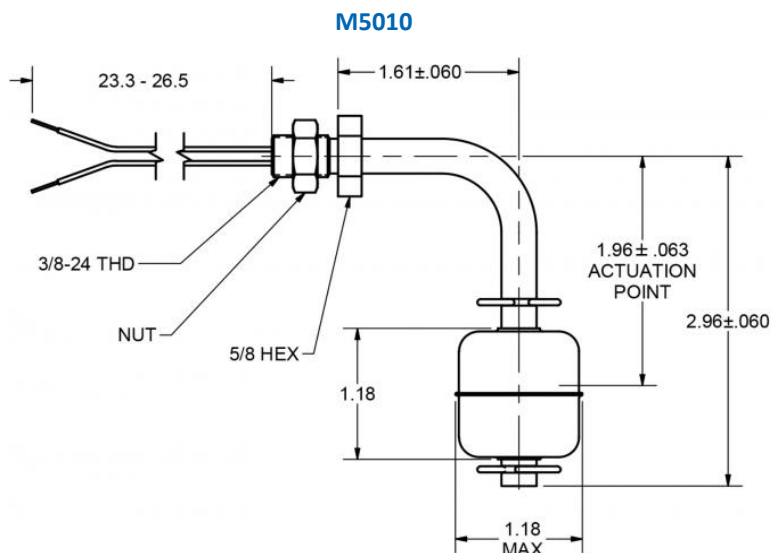 M5010
23.3 - 26.5
1.61±.060
3/8-24 THD
NUT
5/8 HEX
1.96± .063
ACTUATION
POINT
2.96±.060
1.18
1.18
MAX